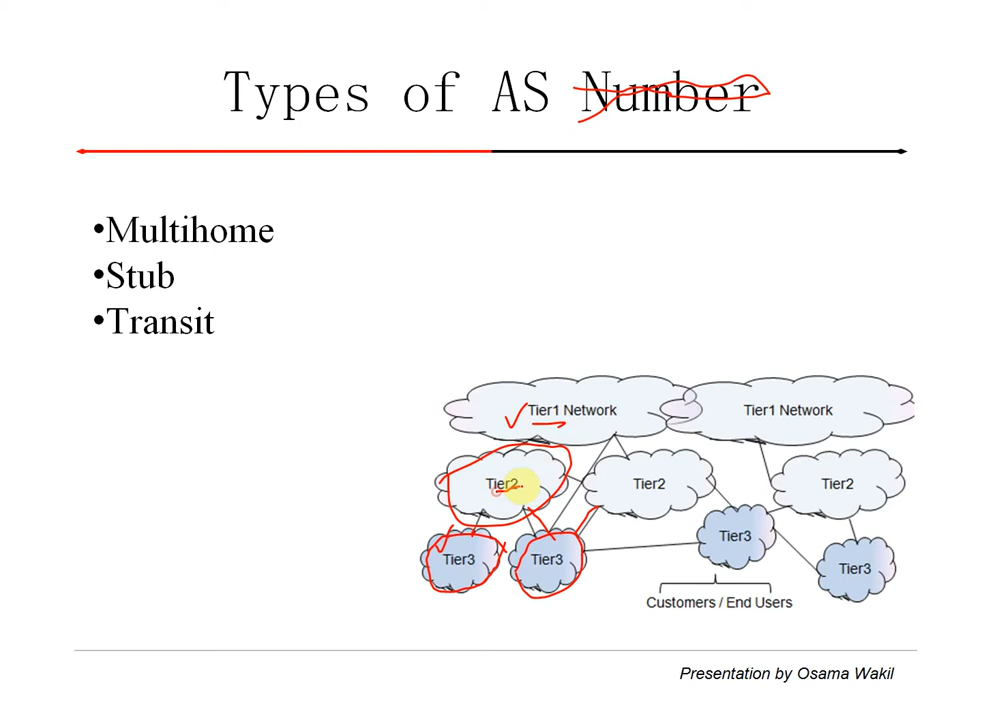 Types of AS Number
•Multihome
•Stub
•Transit
Tier1 Network
Tier1 Network
Tier2
Tier2
Tier2
Tier3
Tier3
Tier3
Tier3
Customers / End Users
Presentation by Osama Wakil